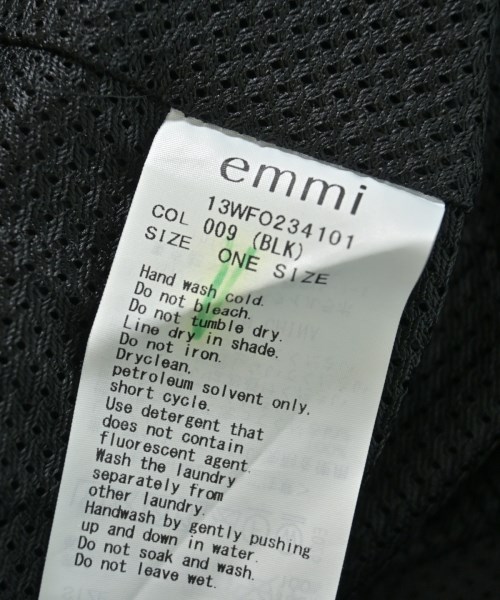 emmi
13WFO234101
COL 009 (BLK)
SIZE ONE SIZE
Hand wash cold.
Do not bleach.
Do not tumble dry.
Line dry in shade.
Do not iron.
Dryclean.
petroleum solvent only.
short cycle.
Use detergent that
does not contain
fluorescent agent.
Wash the laundry
separately from
other laundry.
Handwash by gently pushing
up and down in water.
Do not soak and wash.
Do not leave wet.